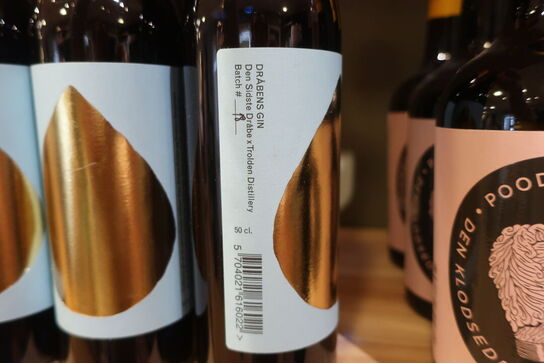 DRÅBENS GIN
Den Sidste Dråbe x Trolden Distillery
Batch #
50 cl.
5 704021 616022 >
POOD
• DEN KLODSED